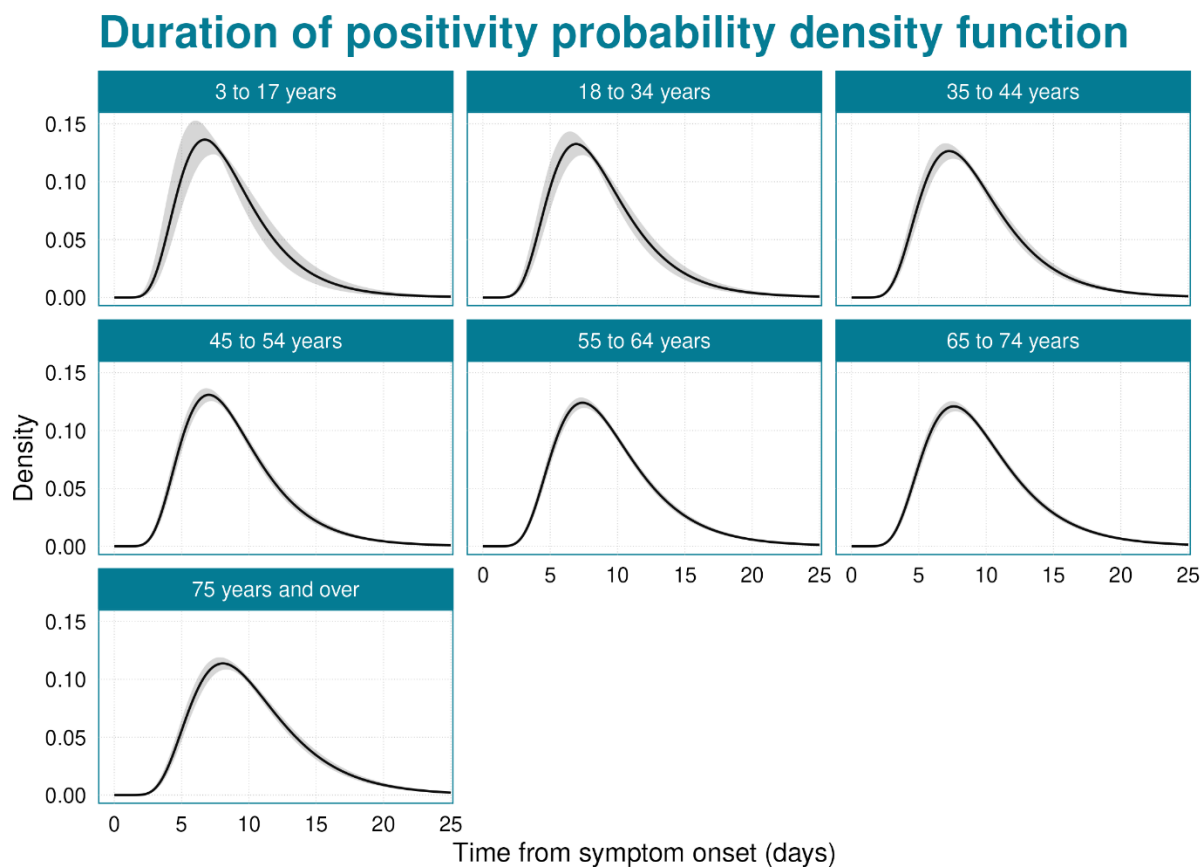 Duration of positivity probability density function
3 to 17 years
18 to 34 years
35 to 44 years
0.15
0.10
0.05
0.00
45 to 54 years
55 to 64 years
65 to 74 years
0.15
0.10
0.05
0.00
Density
0 5 10 15 20 25
0 5 10 15 20 25
75 years and over
0.15
0.10
0.05
0.00
0 5 10 15 20 25
Time from symptom onset (days)